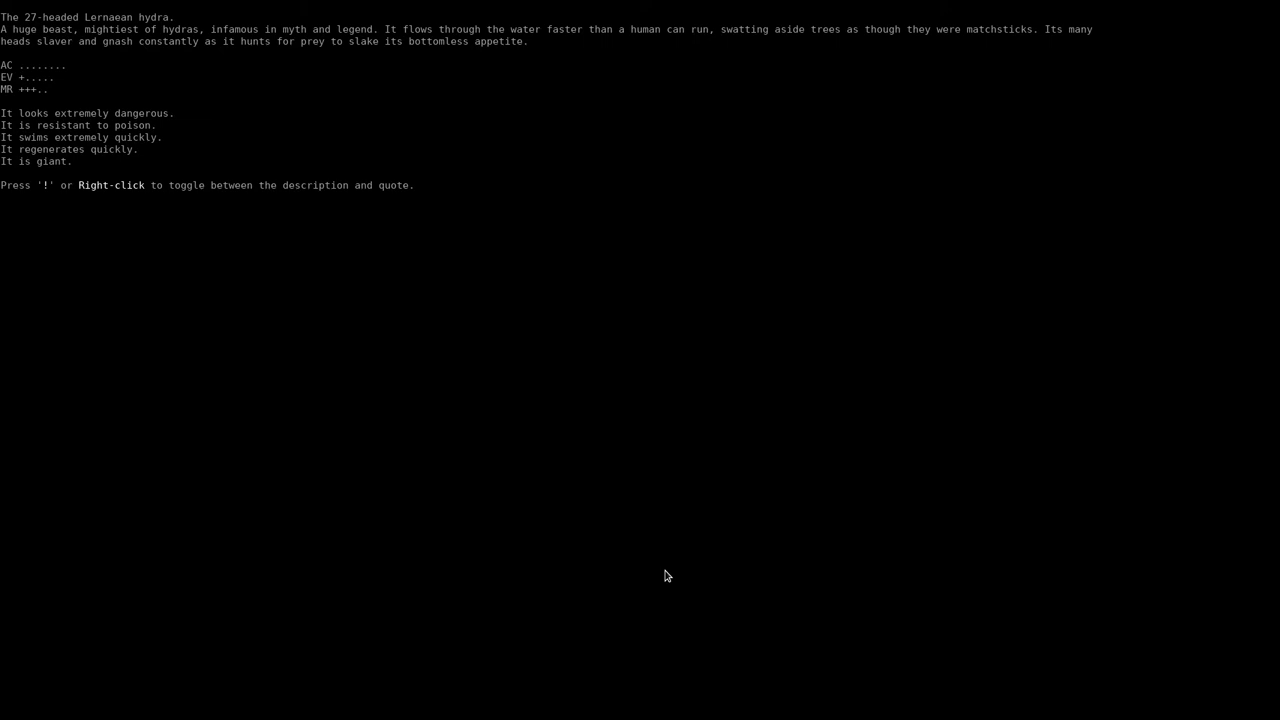 The 27-headed Lernaean hydra.
A huge beast, mightiest of hydras, infamous in myth and legend. It flows through the water faster than a human can run, swatting aside trees as though they were matchsticks. Its many
heads slaver and gnash constantly as it hunts for prey to slake its bottomless appetite.
AC ........
EV +.....
MR +++..
It looks extremely dangerous.
It is resistant to poison.
It swims extremely quickly.
It regenerates quickly.
It is giant.
Press '!' or Right-click to toggle between the description and quote.